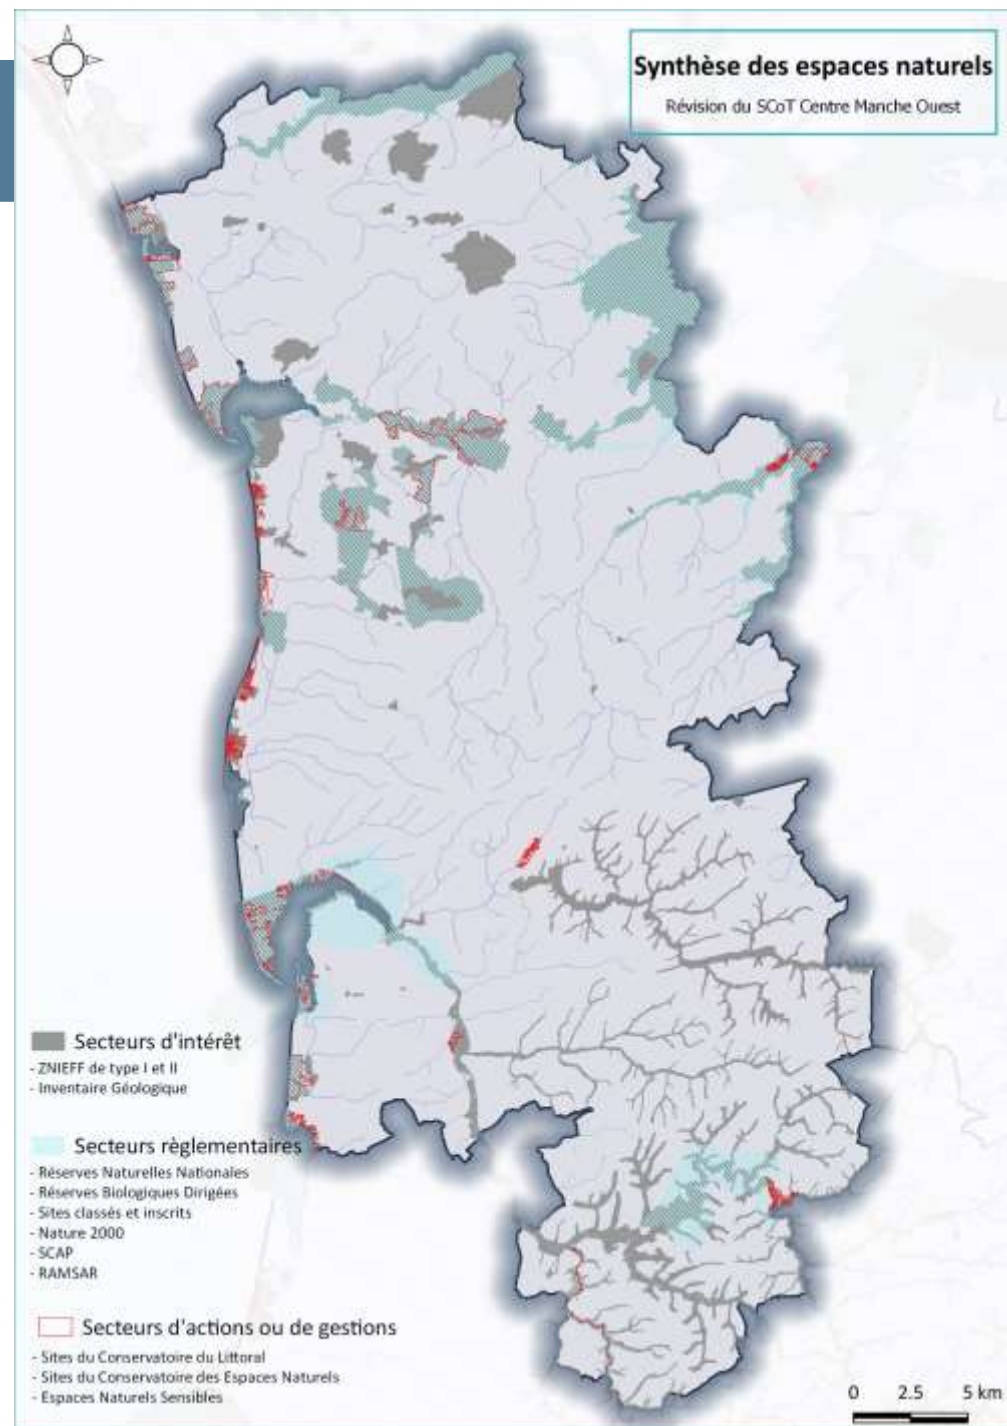 Synthèse des espaces naturels
Révision du SCoT Centre Manche Ouest
Secteurs d'intérêt
- ZNIEFF de type I et II
- Inventaire Géologique
Secteurs règlementaires
- Réserves Naturelles Nationales
- Réserves Biologiques Dirigées
- Sites classés et inscrits
- Nature 2000
- SCAP
- RAMSAR
Secteurs d'actions ou de gestions
- Sites du Conservatoire du Littoral
- Sites du Conservatoire des Espaces Naturels
- Espaces Naturels Sensibles
0 2.5 5 km